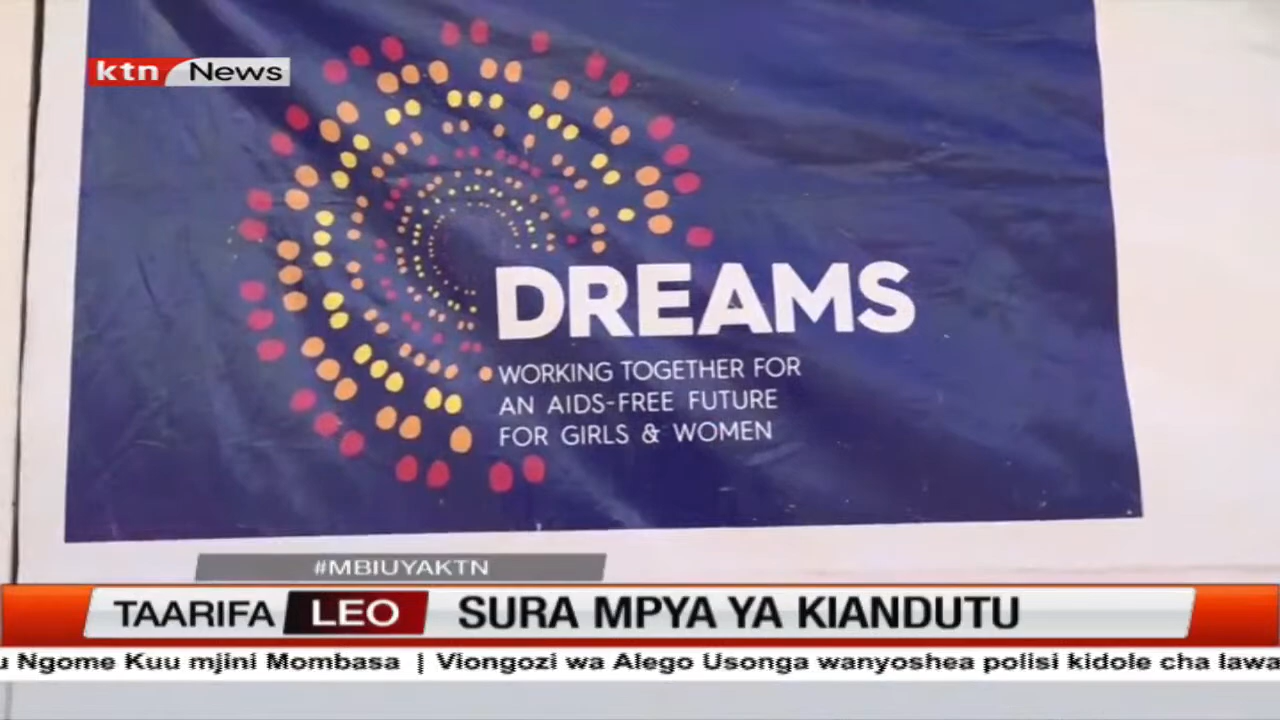 ktn News
DREAMS
WORKING TOGETHER FOR
AN AIDS-FREE FUTURE
FOR GIRLS & WOMEN
#MBIUYAKTN
TAARIFA LEO SURA MPYA YA KIANDUTU
u Ngome Kuu mjini Mombasa | Viongozi wa Alego Usonga wanyoshea polisi kidole cha lawa